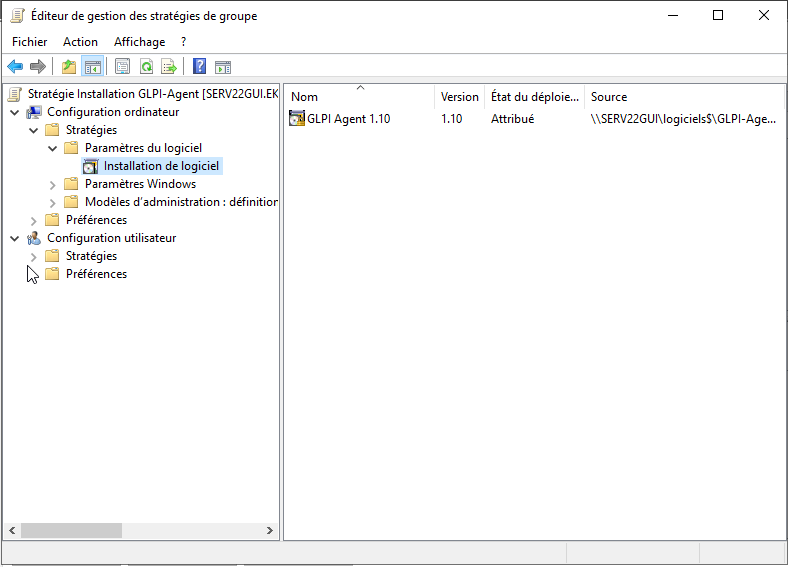 Éditeur de gestion des stratégies de groupe
Fichier Action Affichage ?
Stratégie Installation GLPI-Agent [SERV22GUI.EK
Configuration ordinateur
Stratégies
Paramètres du logiciel
Installation de logiciel
Paramètres Windows
Modèles d'administration : définition
Préférences
Configuration utilisateur
Stratégies
Préférences
Nom Version État du déploie... Source
GLPI Agent 1.10 1.10 Attribué \\SERV22GUI\logiciels$\GLPI-Age...